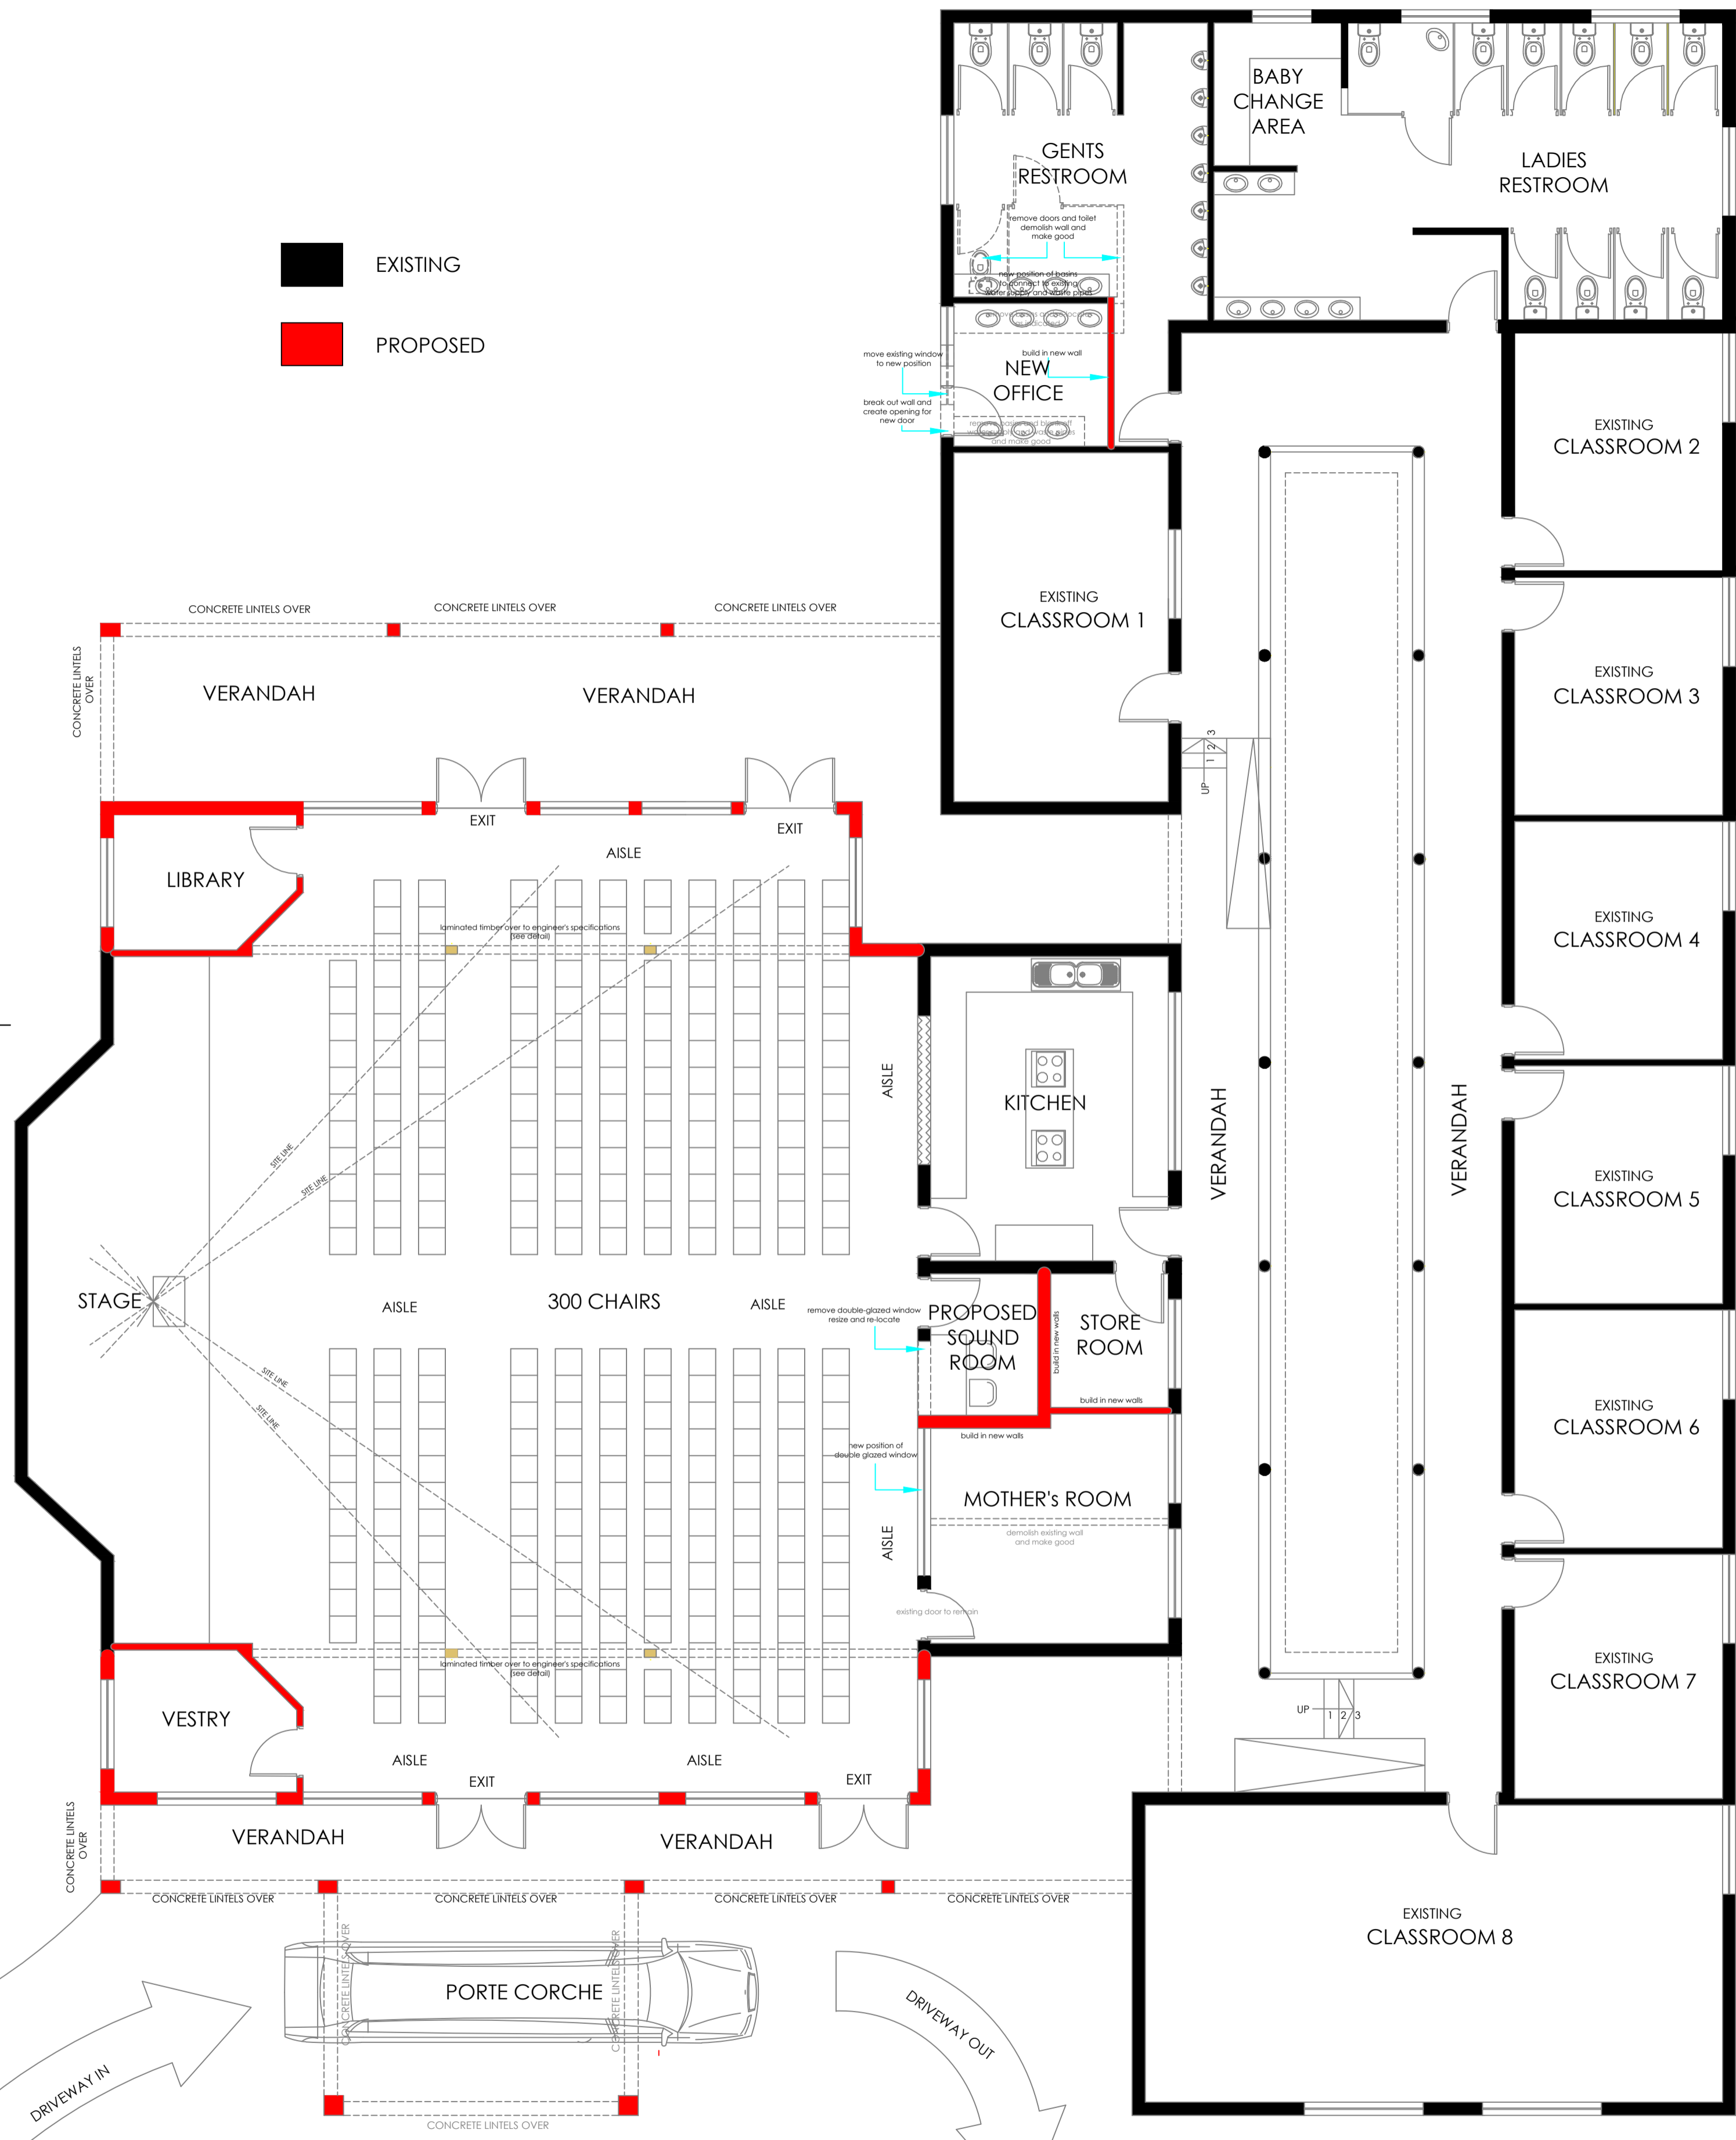 EXISTING
PROPOSED
GENTS
RESTROOM
BABY
CHANGE
AREA
LADIES
RESTROOM
remove doors and toilet
demolish wall and
make good
new position of basins
to connect to existing
water supply and waste pipes
move existing window
to new position
build in new wall
NEW
OFFICE
break out wall and
create opening for
new door
and make good
EXISTING
CLASSROOM 1
EXISTING
CLASSROOM 2
EXISTING
CLASSROOM 3
EXISTING
CLASSROOM 4
EXISTING
CLASSROOM 5
EXISTING
CLASSROOM 6
EXISTING
CLASSROOM 7
EXISTING
CLASSROOM 8
CONCRETE LINTELS OVER
CONCRETE LINTELS OVER
CONCRETE LINTELS OVER
CONCRETE LINTELS
OVER
VERANDAH
VERANDAH
UP
1 2 3
EXIT
EXIT
AISLE
LIBRARY
laminated timber over to engineer's specifications
(see detail)
AISLE
KITCHEN
VERANDAH
VERANDAH
SITE LINE
SITE LINE
STAGE
AISLE
300 CHAIRS
AISLE
remove double-glazed window
resize and re-locate
PROPOSED
SOUND
ROOM
build in new walls
STORE
ROOM
build in new walls
build in new walls
SITE LINE
SITE LINE
new position of
double glazed window
MOTHER's ROOM
AISLE
demolish existing wall
and make good
existing door to remain
laminated timber over to engineer's specifications
(see detail)
VESTRY
UP
1 2 3
AISLE
AISLE
EXIT
EXIT
CONCRETE LINTELS
OVER
VERANDAH
VERANDAH
CONCRETE LINTELS OVER
CONCRETE LINTELS OVER
CONCRETE LINTELS OVER
CONCRETE LINTELS OVER
CONCRETE LINTELS OVER
CONCRETE LINTELS OVER
PORTE CORCHE
DRIVEWAY IN
DRIVEWAY OUT
CONCRETE LINTELS OVER